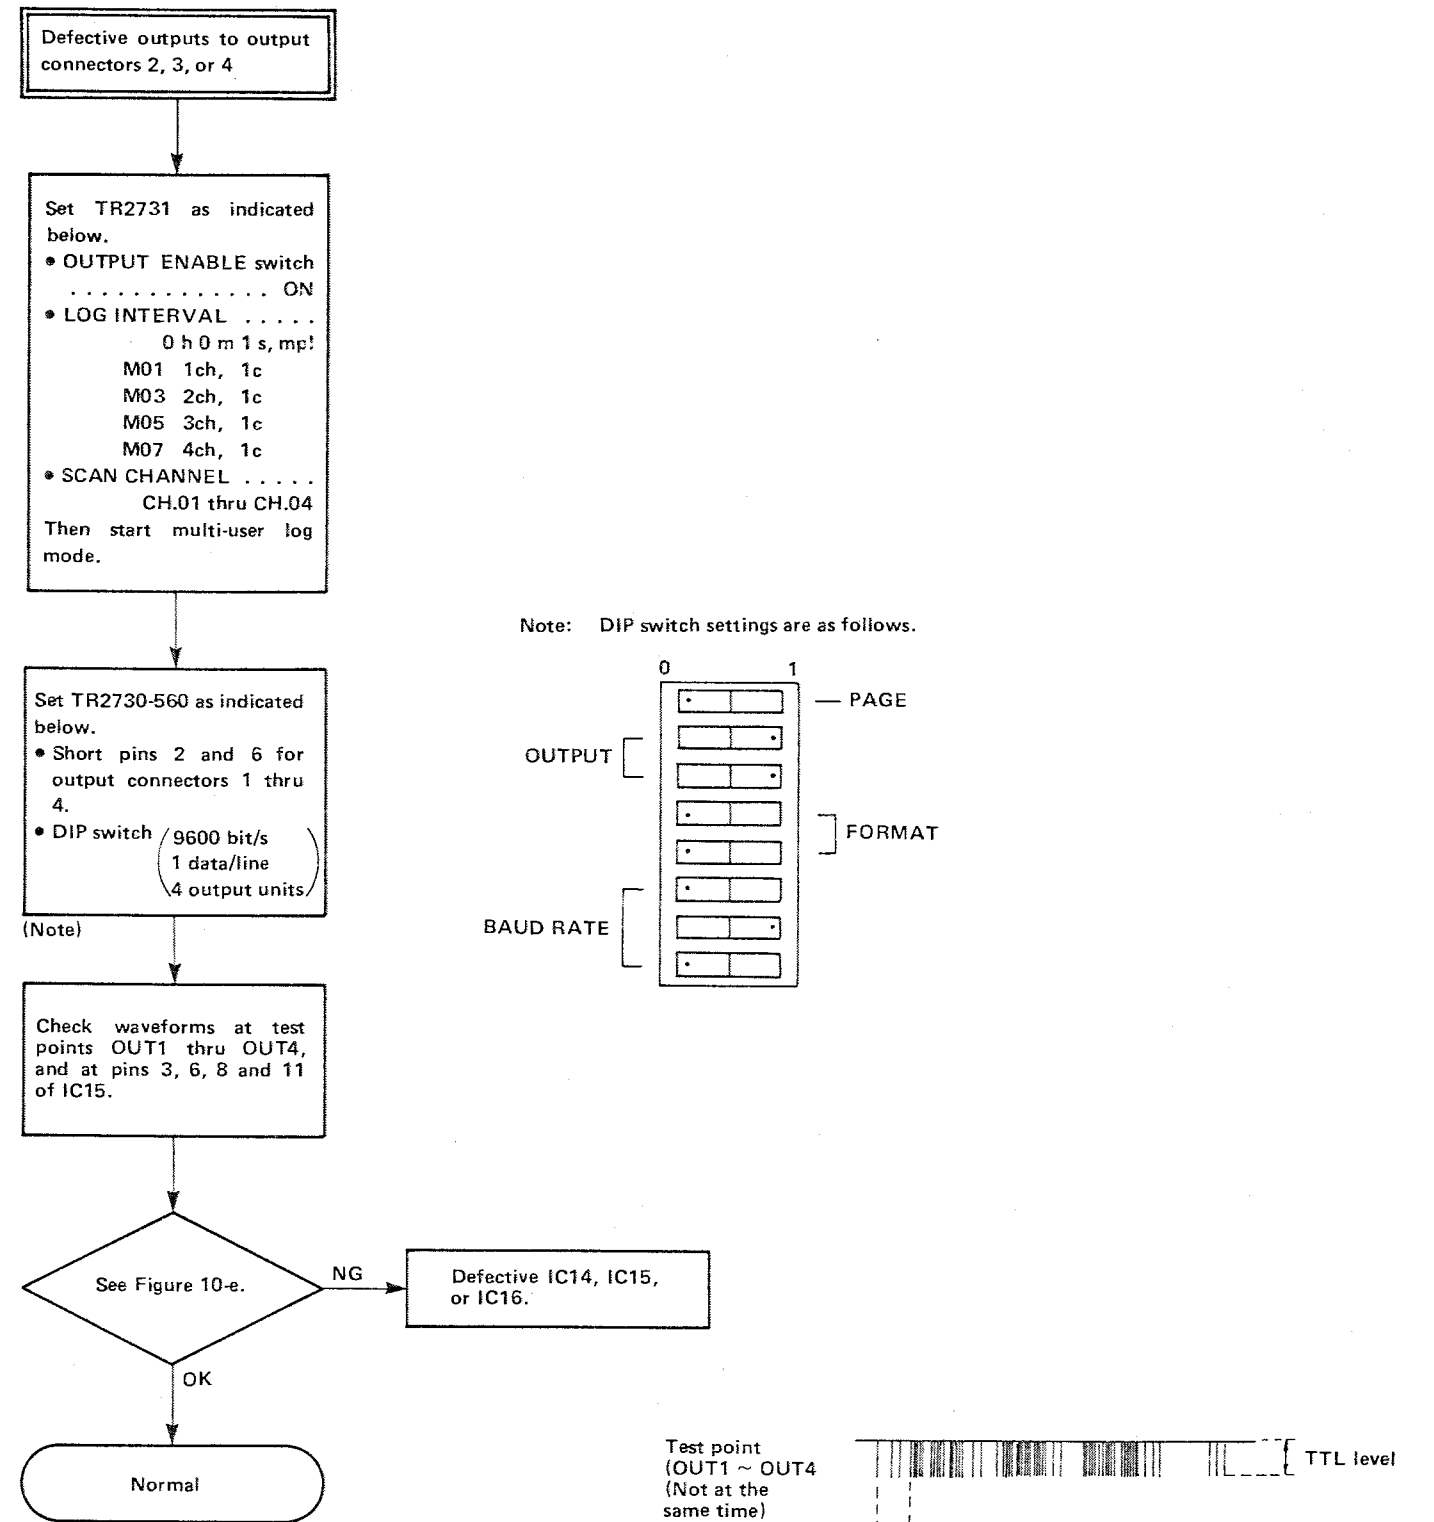 Defective outputs to output
connectors 2, 3, or 4
Set TR2731 as indicated
below.
• OUTPUT ENABLE switch
. . . . . . . . . . . . . ON
• LOG INTERVAL . . . . .
0 h 0 m 1 s, mpl
M01 1ch, 1c
M03 2ch, 1c
M05 3ch, 1c
M07 4ch, 1c
• SCAN CHANNEL . . . . .
CH.01 thru CH.04
Then start multi-user log
mode.
Set TR2730-560 as indicated
below.
• Short pins 2 and 6 for
output connectors 1 thru
4.
• DIP switch (9600 bit/s
1 data/line
4 output units)
(Note)
Check waveforms at test
points OUT1 thru OUT4,
and at pins 3, 6, 8 and 11
of IC15.
See Figure 10-e.
NG
Defective IC14, IC15,
or IC16.
OK
Normal
Note: DIP switch settings are as follows.
0 1
PAGE
OUTPUT
FORMAT
BAUD RATE
Test point
(OUT1 ~ OUT4
(Not at the
same time)
TTL level